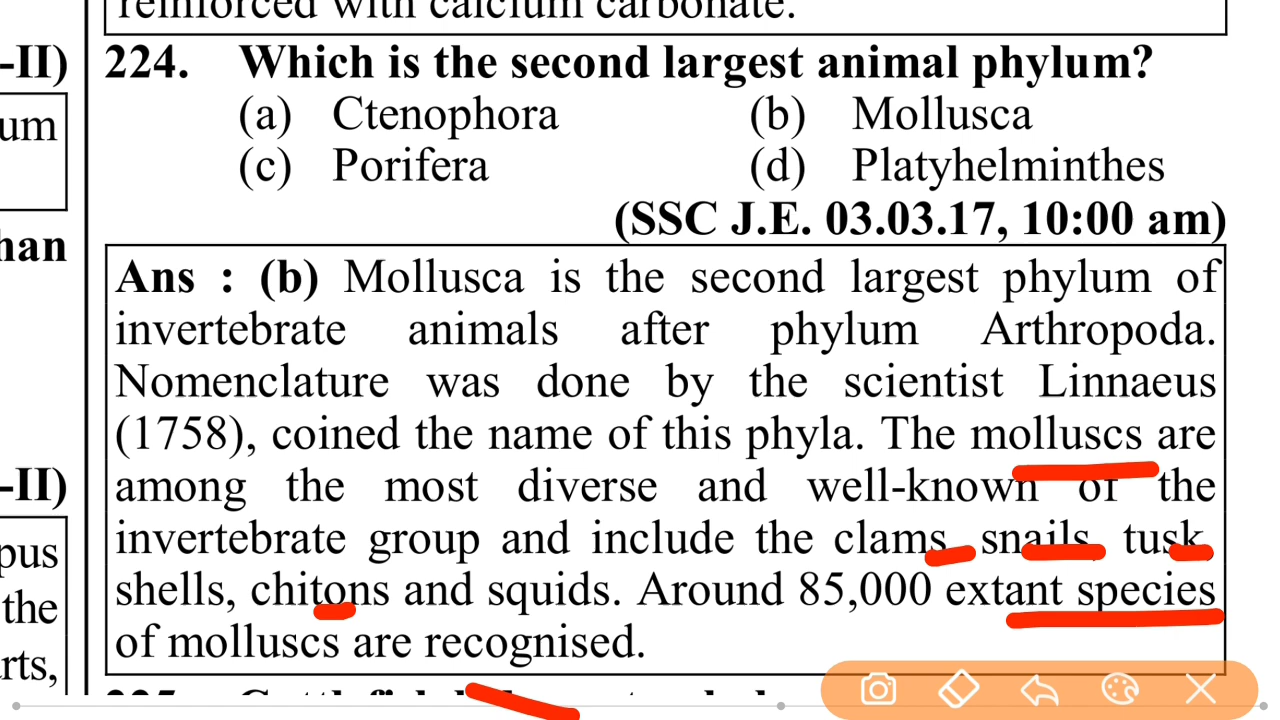 reinforced with calcium carbonate.
-II)
224. Which is the second largest animal phylum?
(a) Ctenophora (b) Mollusca
um
(c) Porifera (d) Platyhelminthes
(SSC J.E. 03.03.17, 10:00 am)
han
Ans : (b) Mollusca is the second largest phylum of
invertebrate animals after phylum Arthropoda.
Nomenclature was done by the scientist Linnaeus
(1758), coined the name of this phyla. The molluscs are
-II)
among the most diverse and well-known of the
invertebrate group and include the clams, snails, tusk
pus
shells, chitons and squids. Around 85,000 extant species
the
of molluscs are recognised.
rts,